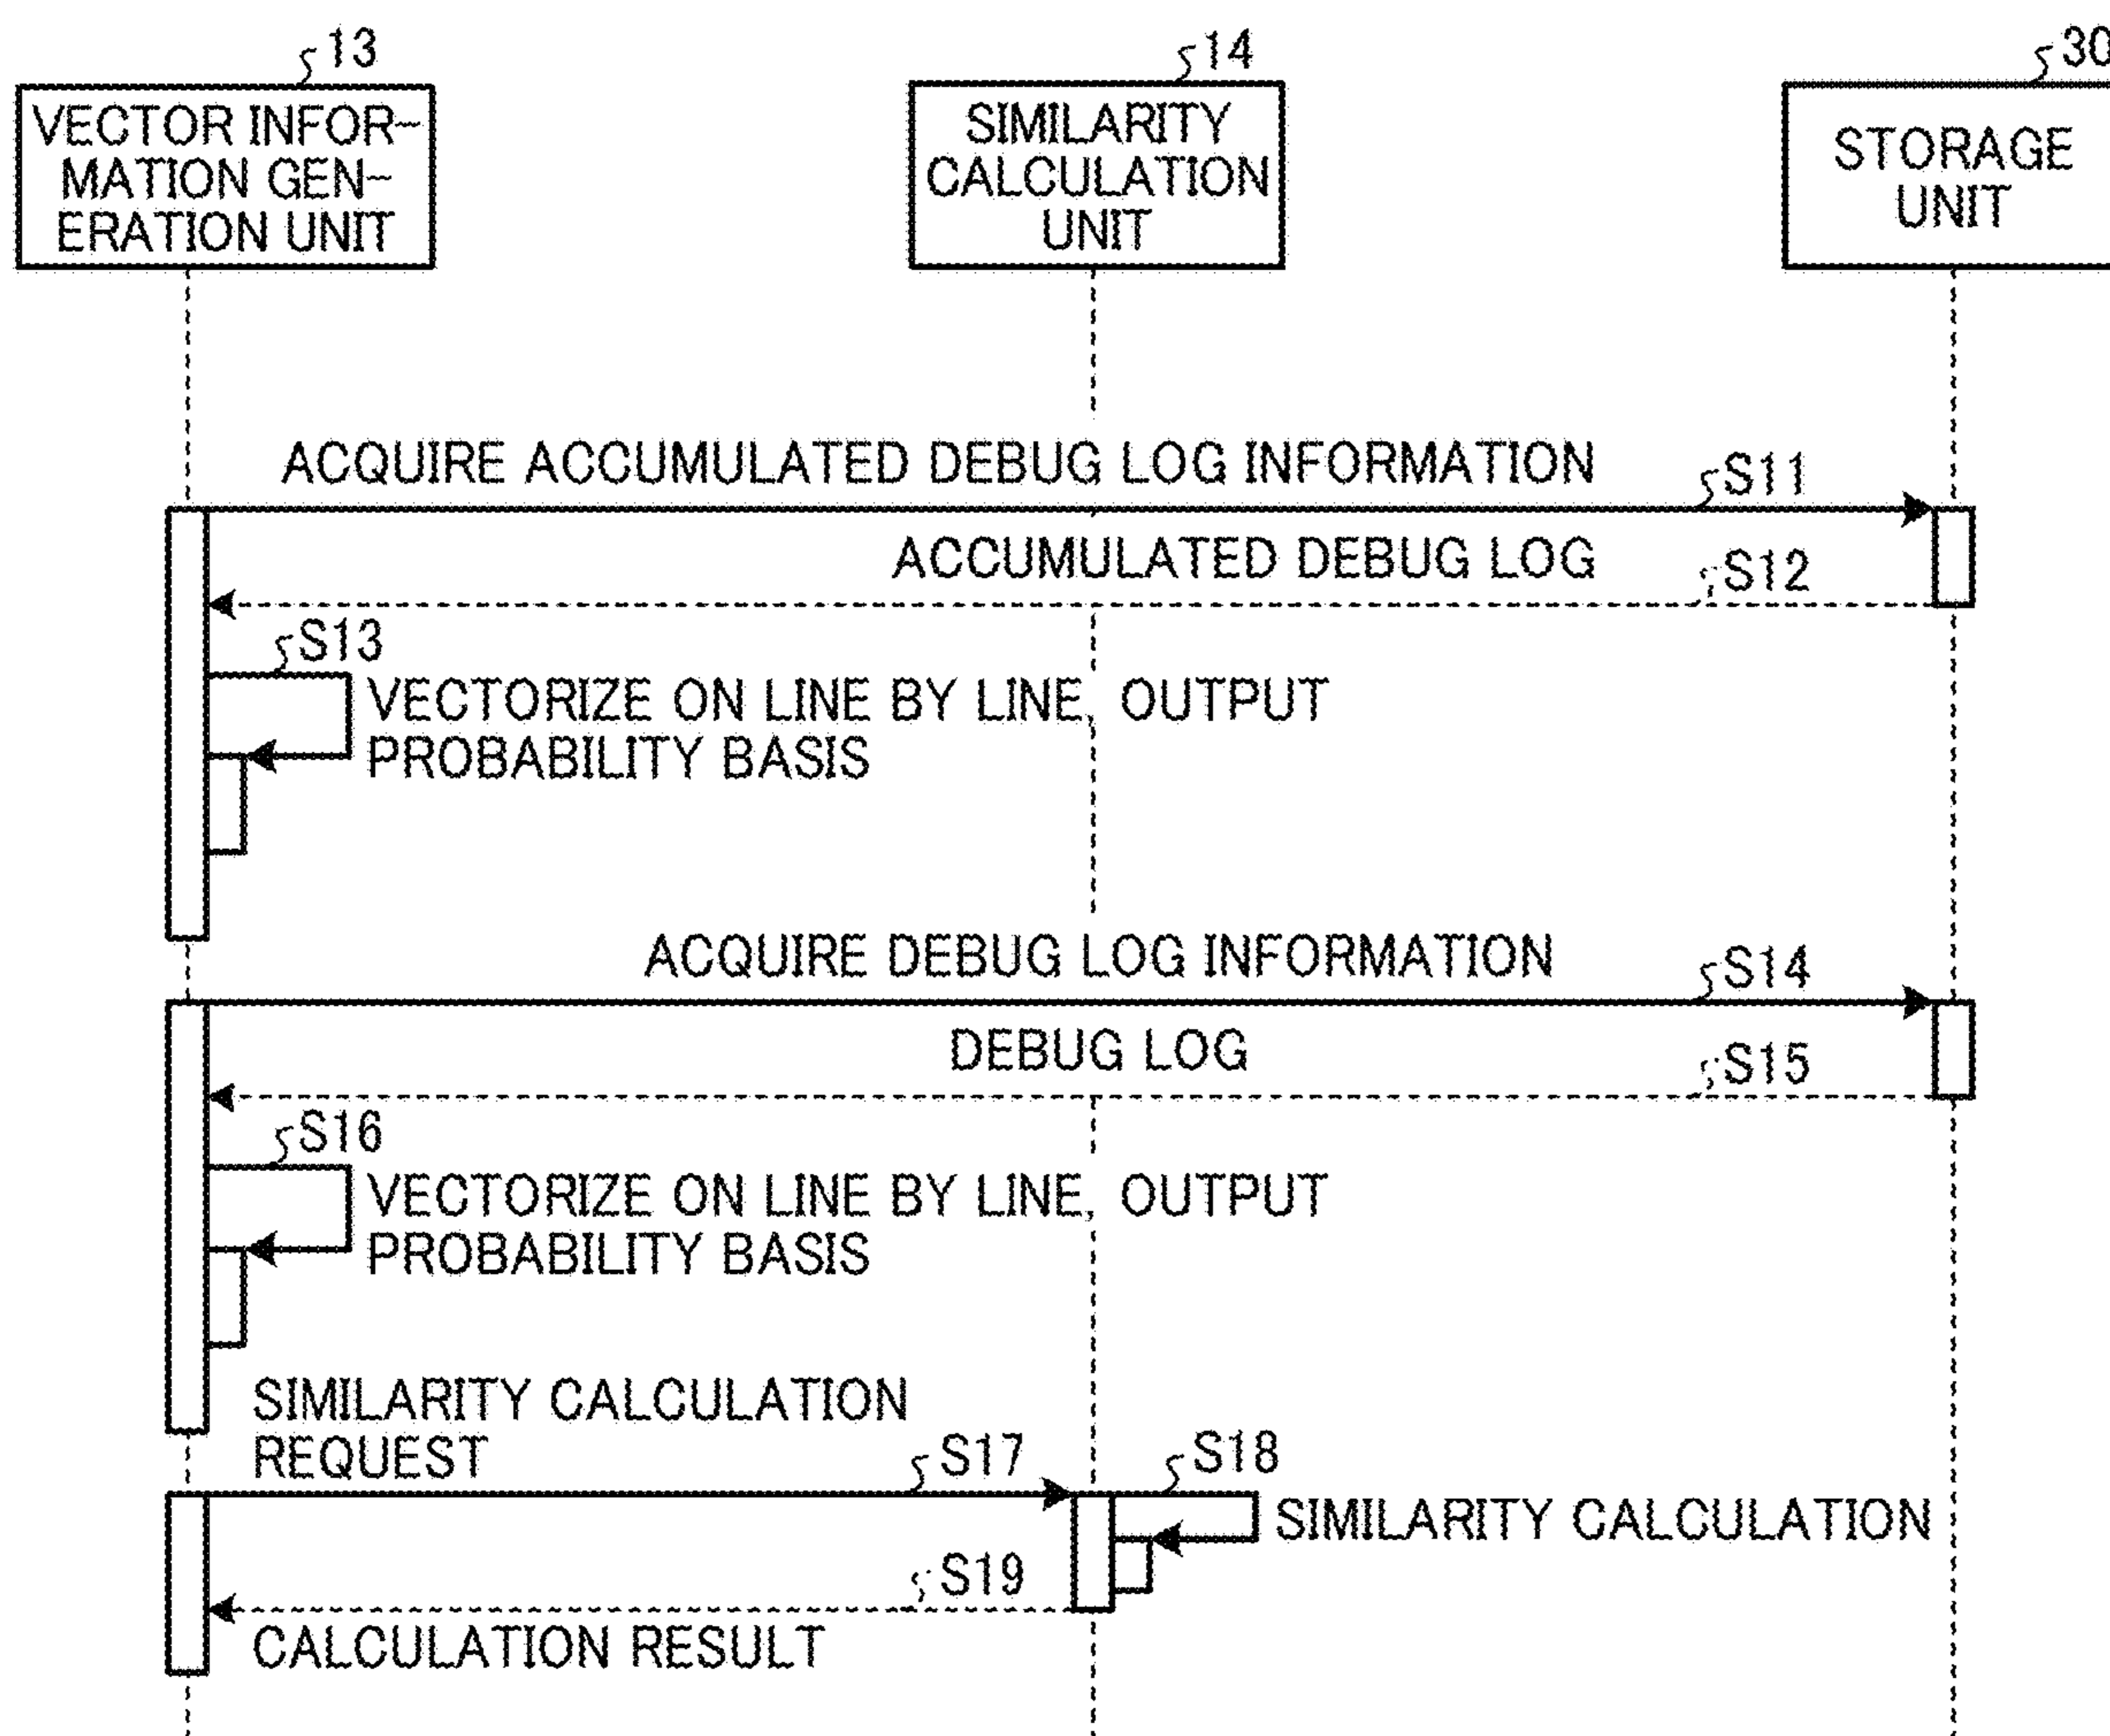 13
14
30
VECTOR INFOR-
MATION GEN-
ERATION UNIT
SIMILARITY
CALCULATION
UNIT
STORAGE
UNIT
ACQUIRE ACCUMULATED DEBUG LOG INFORMATION
S11
ACCUMULATED DEBUG LOG
S12
S13
VECTORIZE ON LINE BY LINE, OUTPUT
PROBABILITY BASIS
ACQUIRE DEBUG LOG INFORMATION
S14
DEBUG LOG
S15
S16
VECTORIZE ON LINE BY LINE, OUTPUT
PROBABILITY BASIS
SIMILARITY CALCULATION
REQUEST
S17
S18
SIMILARITY CALCULATION
S19
CALCULATION RESULT